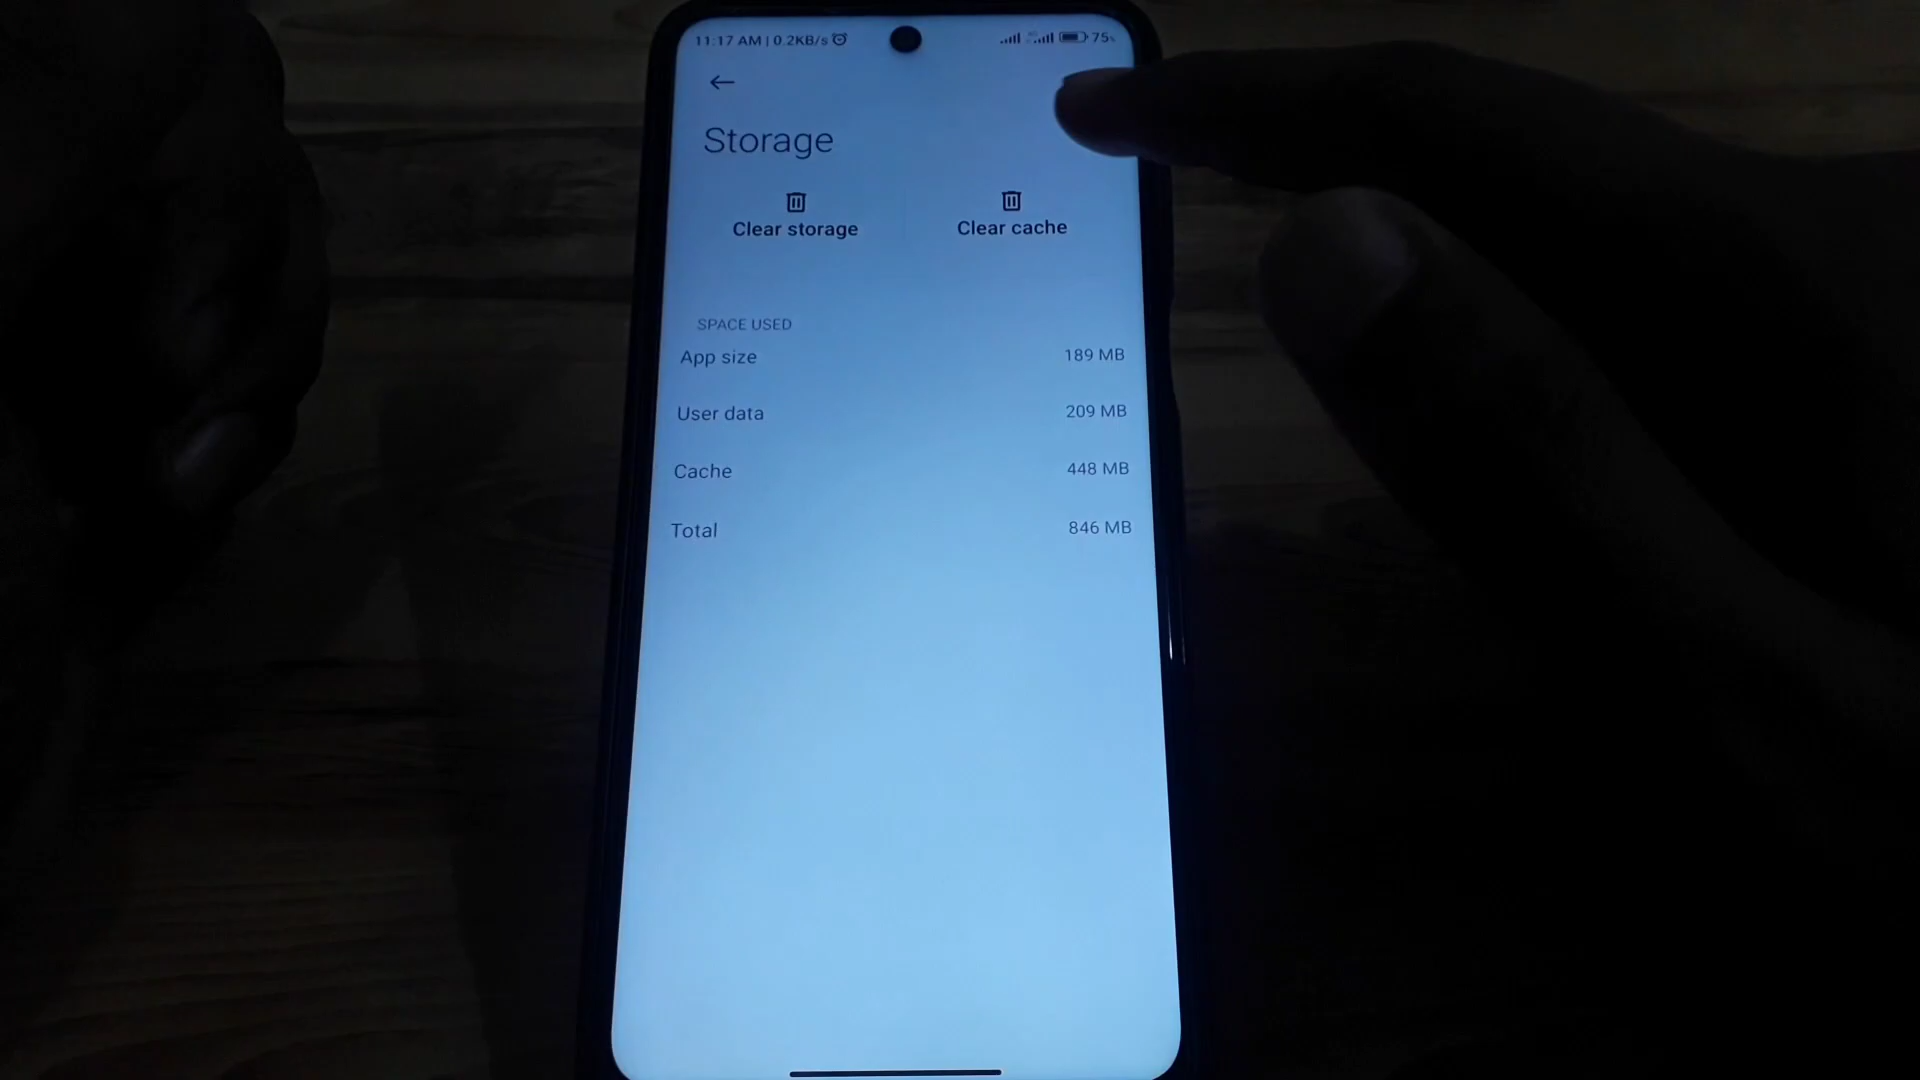 11:17 AM | 0.2KB/s 75
Storage
Clear storage Clear cache
SPACE USED
App size 189 MB
User data 209 MB
Cache 448 MB
Total 846 MB